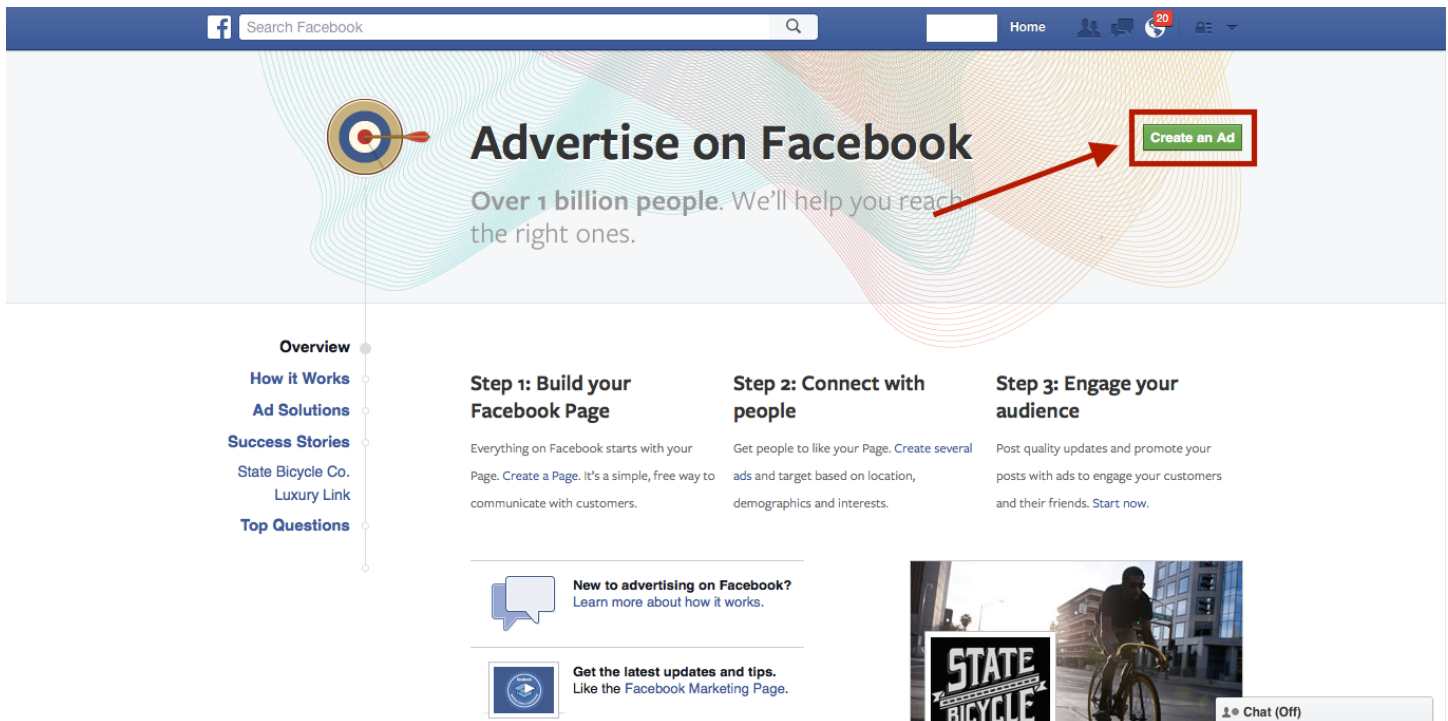 f
Search Facebook
Home
20
Advertise on Facebook
Create an Ad
Over 1 billion people. We'll help you reach
the right ones.
Overview
How it Works
Ad Solutions
Success Stories
State Bicycle Co.
Luxury Link
Top Questions
Step 1: Build your
Facebook Page
Everything on Facebook starts with your
Page. Create a Page. It's a simple, free way to
communicate with customers.
Step 2: Connect with
people
Get people to like your Page. Create several
ads and target based on location,
demographics and interests.
Step 3: Engage your
audience
Post quality updates and promote your
posts with ads to engage your customers
and their friends. Start now.
New to advertising on Facebook?
Learn more about how it works.
Get the latest updates and tips.
Like the Facebook Marketing Page.
STATE
BICYCLE
Chat (Off)